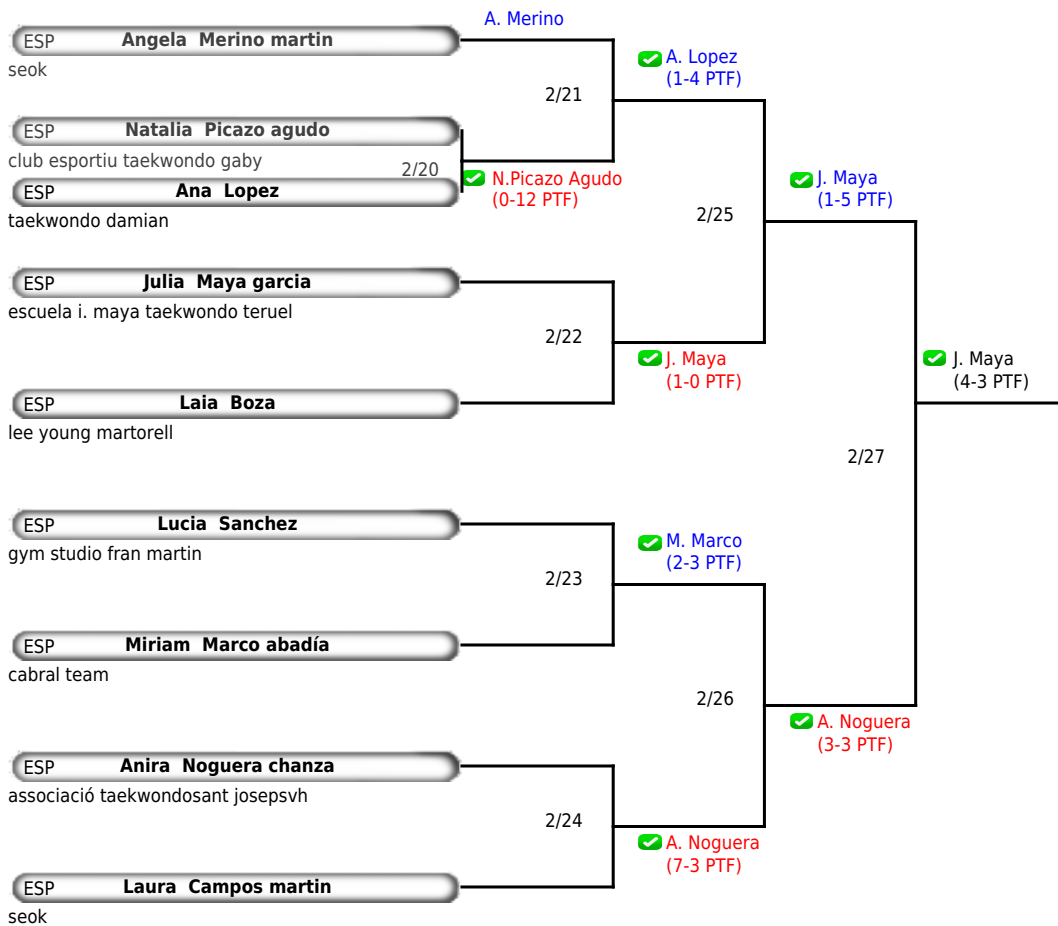 A. Merino
ESP Angela Merino martin
seok
A. Lopez
(1-4 PTF)
2/21
ESP Natalia Picazo agudo
club esportiu taekwondo gaby
2/20
N.Picazo Agudo
(0-12 PTF)
ESP Ana Lopez
taekwondo damian
J. Maya
(1-5 PTF)
2/25
ESP Julia Maya garcia
escuela i. maya taekwondo teruel
2/22
J. Maya
(1-0 PTF)
J. Maya
(4-3 PTF)
ESP Laia Boza
lee young martorell
2/27
ESP Lucia Sanchez
gym studio fran martin
M. Marco
(2-3 PTF)
2/23
ESP Miriam Marco abadía
cabral team
2/26
A. Noguera
(3-3 PTF)
ESP Anira Noguera chanza
associació taekwondosant josepsvh
2/24
A. Noguera
(7-3 PTF)
ESP Laura Campos martin
seok